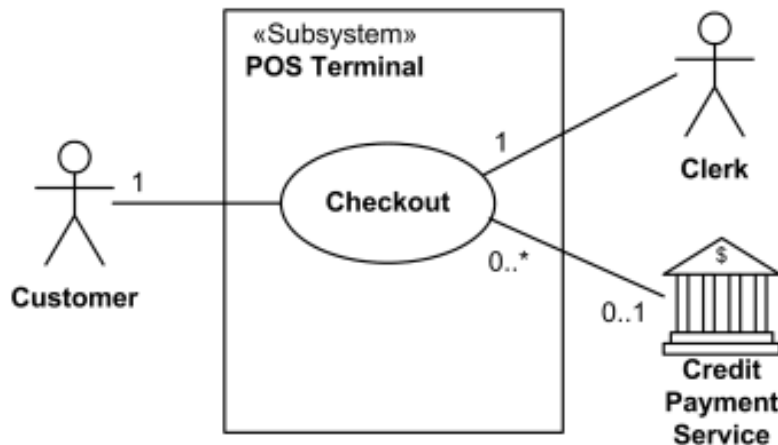 «Subsystem»
POS Terminal
1
Clerk
1
Checkout
Customer
0..*
0..1
$
Credit
Payment
Service